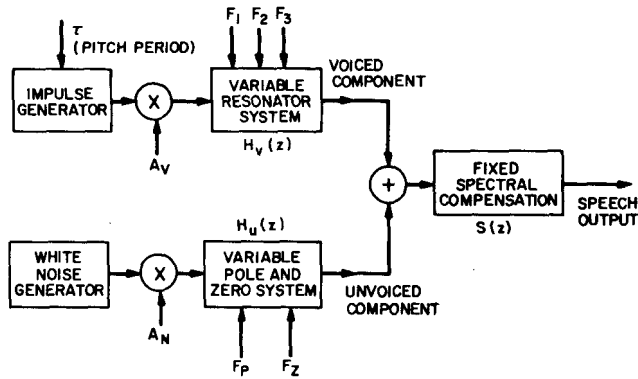 τ
(PITCH PERIOD)
F1 F2 F3
IMPULSE
GENERATOR
X
AV
VARIABLE
RESONATOR
SYSTEM
HV(z)
VOICED
COMPONENT
+
FIXED
SPECTRAL
COMPENSATION
S(z)
SPEECH
OUTPUT
WHITE
NOISE
GENERATOR
X
AN
Hu(z)
VARIABLE
POLE AND
ZERO SYSTEM
FP FZ
UNVOICED
COMPONENT